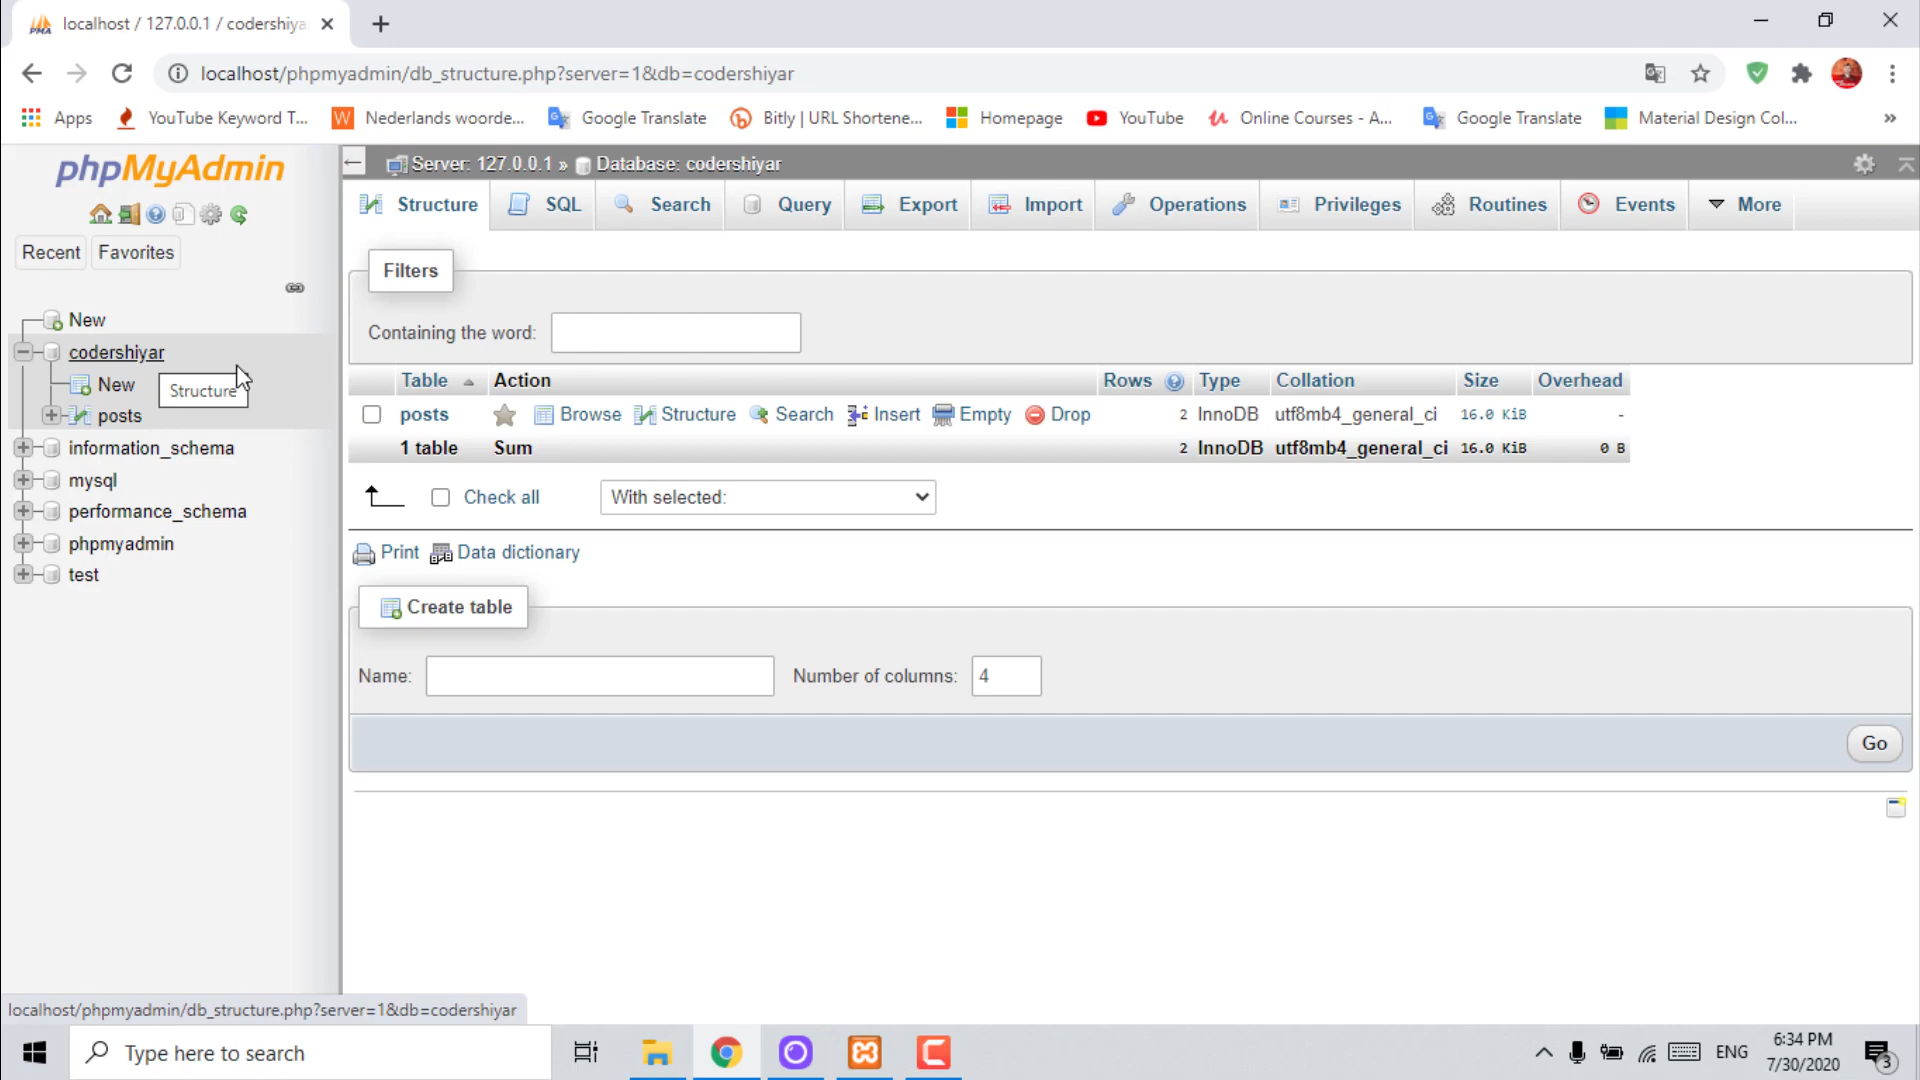 localhost / 127.0.0.1 / codershiya
localhost/phpmyadmin/db_structure.php?server=1&db=codershiyar
Apps YouTube Keyword T... Nederlands woorde... Google Translate Bitly | URL Shortene... Homepage YouTube Online Courses - A... Google Translate Material Design Col... »
phpMyAdmin
Server: 127.0.0.1 » Database: codershiyar
Structure SQL Search Query Export Import Operations Privileges Routines Events More
Recent Favorites
New
codershiyar
New
Structure
posts
information_schema
mysql
performance_schema
phpmyadmin
test
Filters
Containing the word:
Table Action Rows Type Collation Size Overhead
posts Browse Structure Search Insert Empty Drop 2 InnoDB utf8mb4_general_ci 16.0 KiB -
1 table Sum 2 InnoDB utf8mb4_general_ci 16.0 KiB 0 B
Check all With selected:
Print Data dictionary
Create table
Name: Number of columns: 4
Go
localhost/phpmyadmin/db_structure.php?server=1&db=codershiyar
Type here to search
ENG
6:34 PM
7/30/2020
3